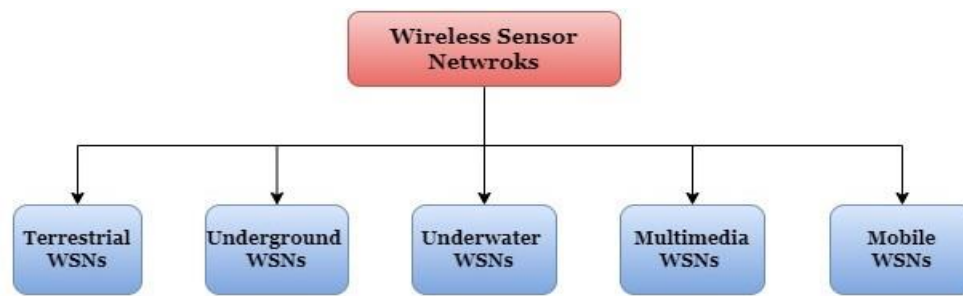 Wireless Sensor
Netwroks
Terrestrial
WSNs
Underground
WSNs
Underwater
WSNs
Multimedia
WSNs
Mobile
WSNs